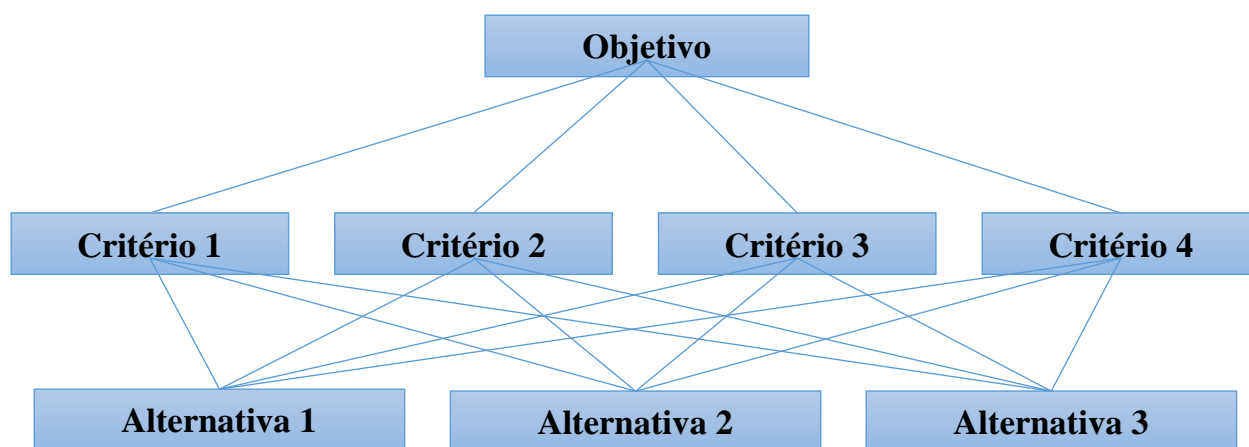 Objetivo
Critério 1 Critério 2 Critério 3 Critério 4
Alternativa 1 Alternativa 2 Alternativa 3